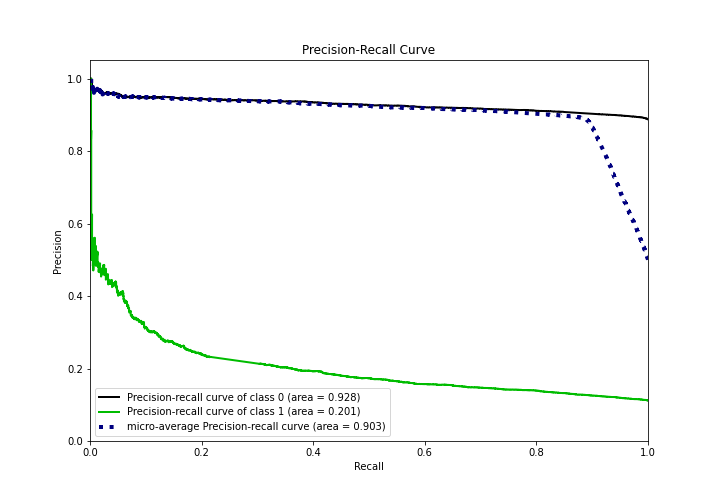 Precision-Recall Curve
Precision
1.0
0.8
0.6
0.4
0.2
0.0
Precision-recall curve of class 0 (area = 0.928)
Precision-recall curve of class 1 (area = 0.201)
micro-average Precision-recall curve (area = 0.903)
0.0 0.2 0.4 0.6 0.8 1.0
Recall